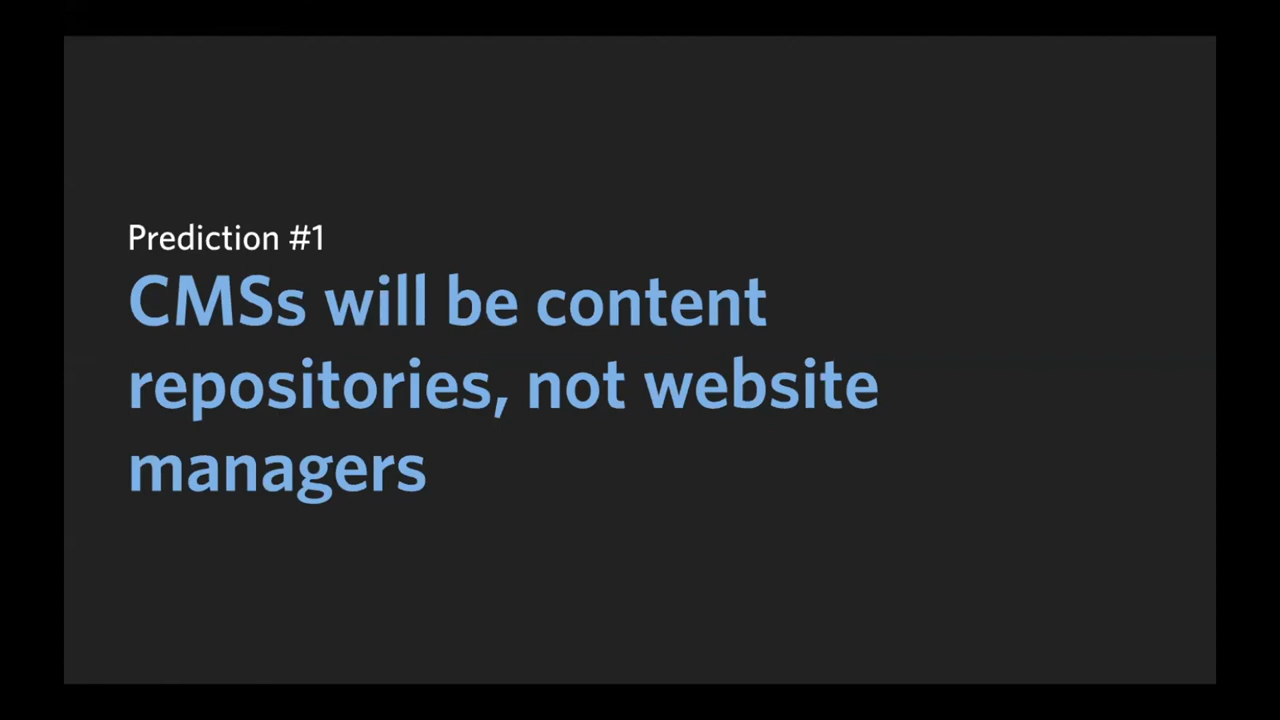 Prediction #1
CMSs will be content
repositories, not website
managers